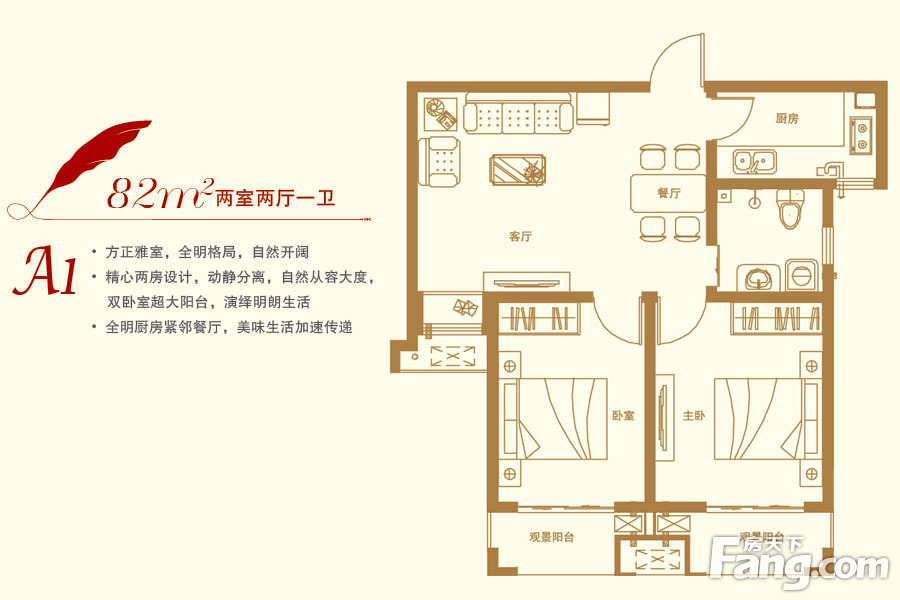 82m²两室两厅一卫
A1
• 方正雅室，全明格局，自然开阔
• 精心两房设计，动静分离，自然从容大度，
双卧室超大阳台，演绎明朗生活
• 全明厨房紧邻餐厅，美味生活加速传递
厨房
餐厅
客厅
卧室
主卧
观景阳台
观景阳台
房天下
Fang.com